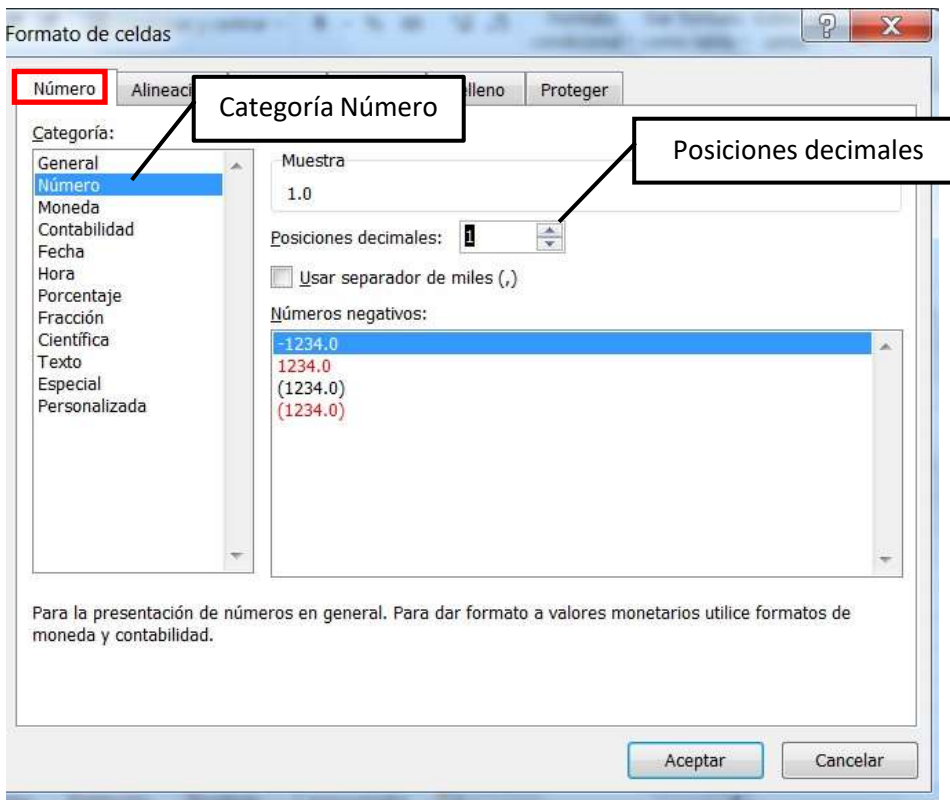 Formato de celdas
Número Alineaci lleno Proteger
Categoría Número
Posiciones decimales
Categoría:
General
Número
Moneda
Contabilidad
Fecha
Hora
Porcentaje
Fracción
Científica
Texto
Especial
Personalizada
Muestra
1.0
Posiciones decimales: 1
Usar separador de miles (,)
Números negativos:
-1234.0
1234.0
(1234.0)
(1234.0)
Para la presentación de números en general. Para dar formato a valores monetarios utilice formatos de
moneda y contabilidad.
Aceptar Cancelar